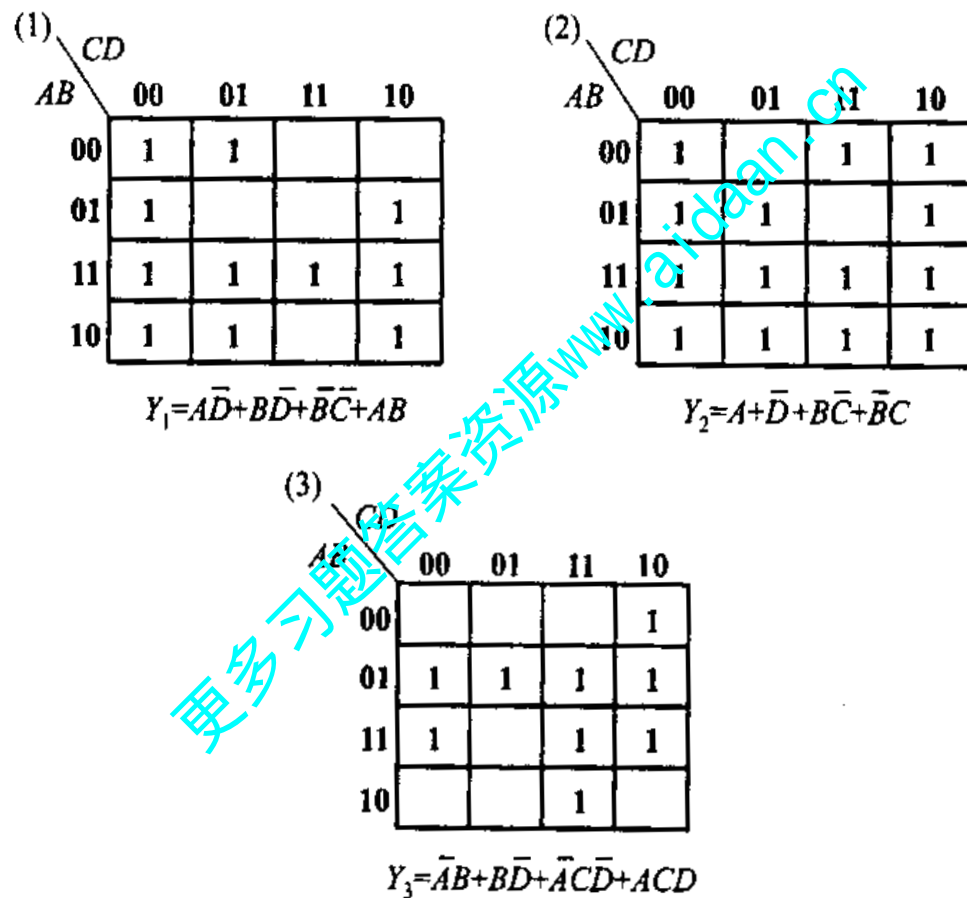 (1) CD
AB 00 01 11 10
00 1 1
01 1 1
11 1 1 1 1
10 1 1 1
Y₁=AD̅+BD̅+B̅C̅+AB
(2) CD
AB 00 01 11 10
00 1 1 1
01 1 1 1
11 1 1 1 1
10 1 1 1 1
Y₂=A+D̅+BC̅+B̅C
(3) CD
AB 00 01 11 10
00 1
01 1 1 1 1
11 1 1 1
10 1
Y₃=A̅B+BD̅+A̅CD̅+ACD
更多习题答案资源www.aidaan.cn